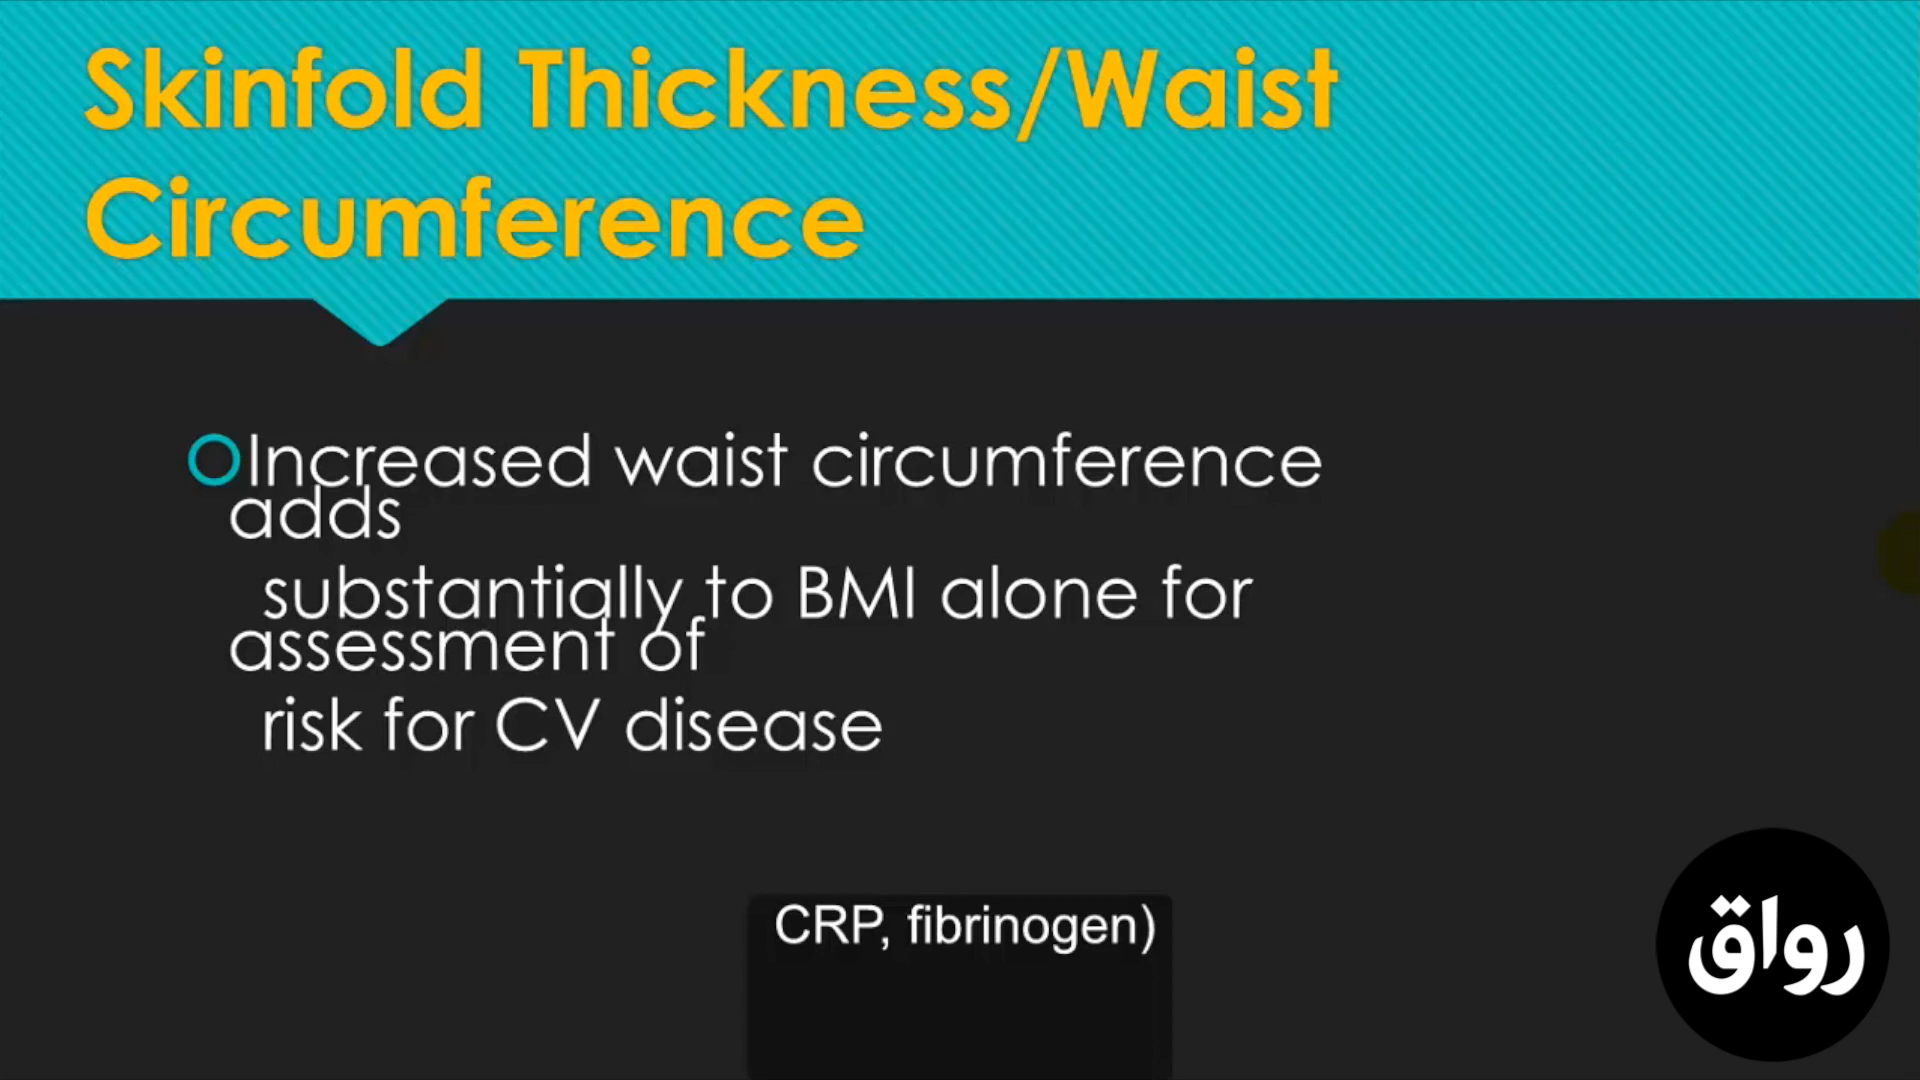 Skinfold Thickness/Waist
Circumference
Increased waist circumference
adds
substantially to BMI alone for
assessment of
risk for CV disease
CRP, fibrinogen)
رواق